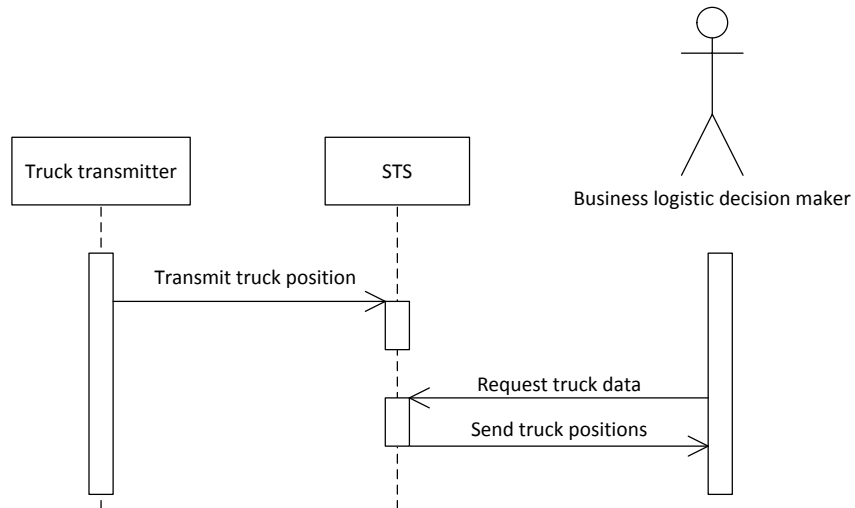 Truck transmitter
STS
Business logistic decision maker
Transmit truck position
Request truck data
Send truck positions